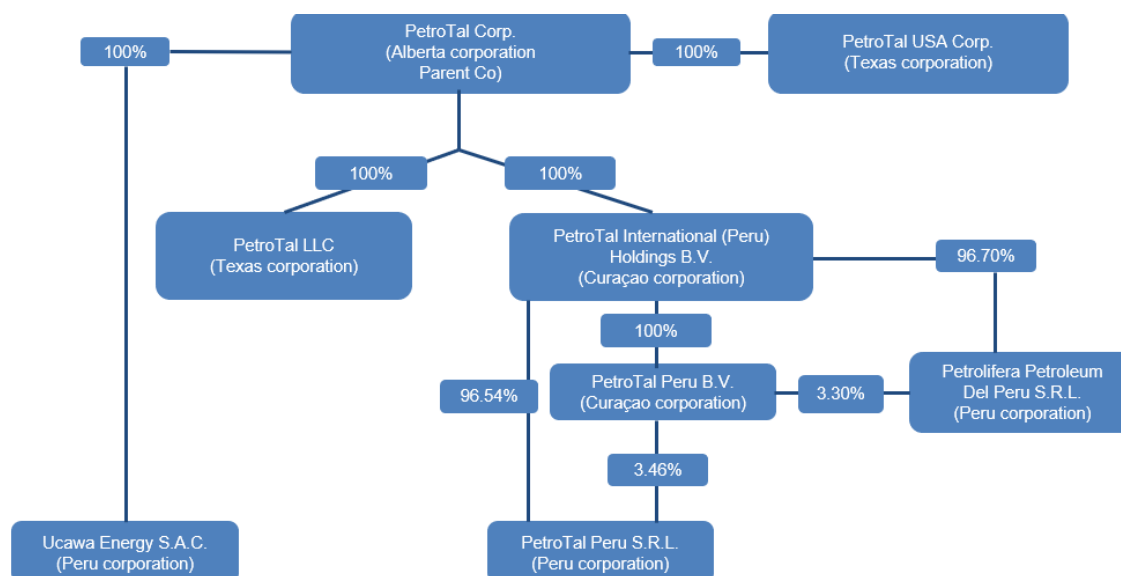 PetroTal Corp.
(Alberta corporation
Parent Co)
100%
100%
PetroTal USA Corp.
(Texas corporation)
100%
100%
PetroTal LLC
(Texas corporation)
PetroTal International (Peru)
Holdings B.V.
(Curaçao corporation)
96.70%
100%
PetroTal Peru B.V.
(Curaçao corporation)
96.54%
3.30%
Petrolifera Petroleum
Del Peru S.R.L.
(Peru corporation)
3.46%
Ucawa Energy S.A.C.
(Peru corporation)
PetroTal Peru S.R.L.
(Peru corporation)